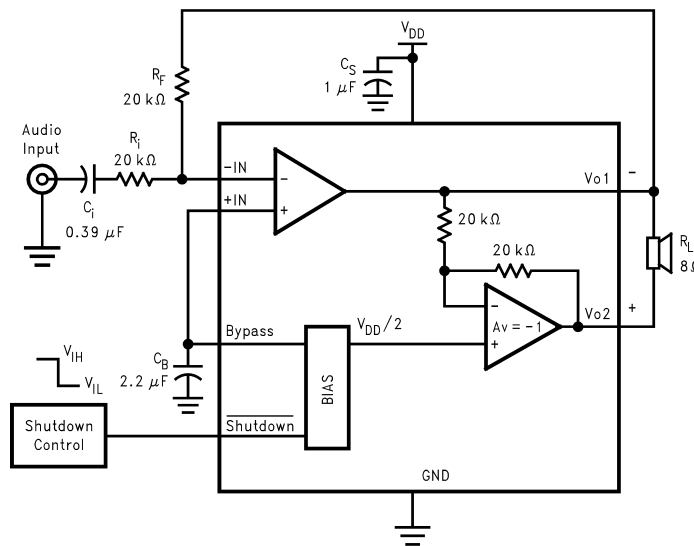 V_DD
C_S
1 μF
R_F
20 kΩ
Audio
Input
R_i
20 kΩ
C_i
0.39 μF
-IN
+IN
-
+
Vo1
-
20 kΩ
20 kΩ
R_L
8Ω
-
Av = -1
+
Vo2
+
Bypass
V_DD/2
C_B
2.2 μF
BIAS
V_IH
V_IL
Shutdown
Control
Shutdown
GND